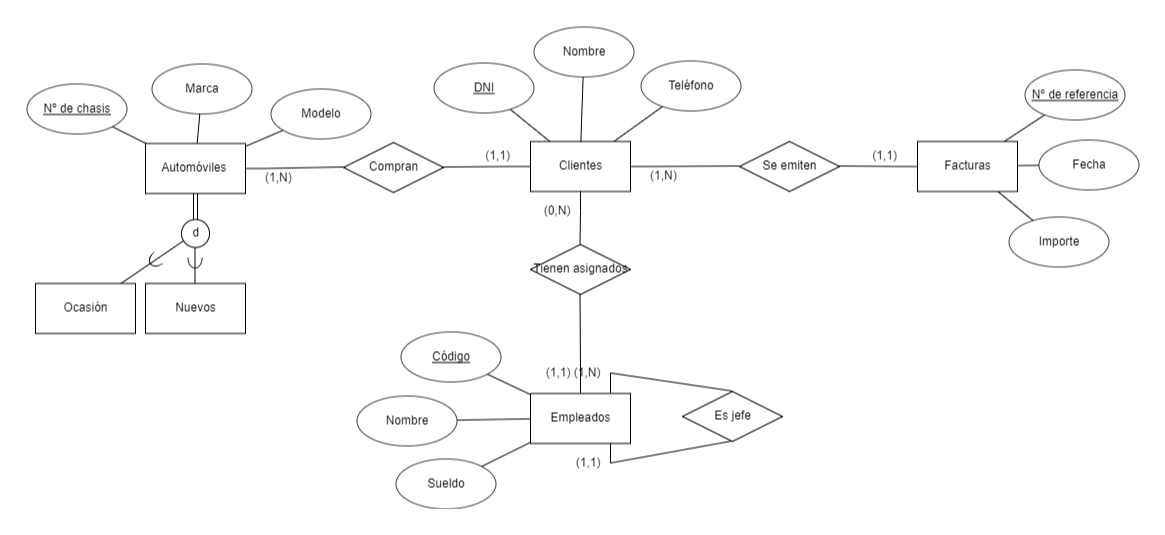 Nombre
DNI
Teléfono
Marca
Nº de chasis
Modelo
Nº de referencia
Automóviles
(1,N)
Compran
(1,1)
Clientes
(1,N)
Se emiten
(1,1)
Facturas
Fecha
Importe
(0,N)
d
Tienen asignados
Ocasión
Nuevos
Código
(1,1) (1,N)
Nombre
Empleados
Es jefe
(1,1)
Sueldo